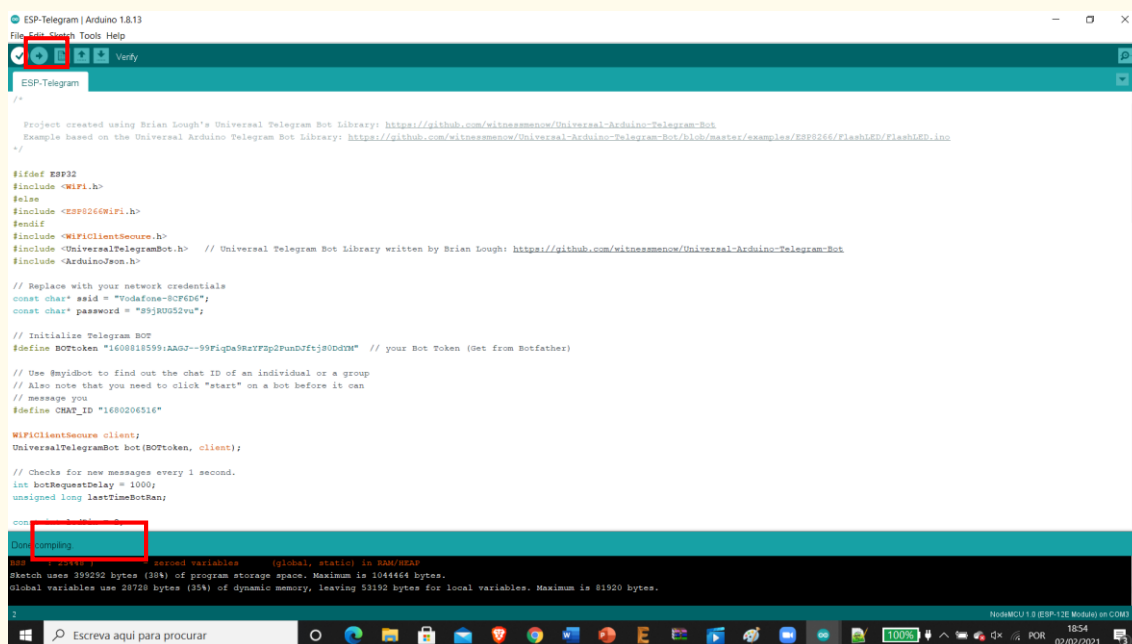 ESP-Telegram | Arduino 1.8.13
File Edit Sketch Tools Help
Verify
ESP-Telegram
/*
Project created using Brian Lough's Universal Telegram Bot Library: https://github.com/witnessmenow/Universal-Arduino-Telegram-Bot
Example based on the Universal Arduino Telegram Bot Library: https://github.com/witnessmenow/Universal-Arduino-Telegram-Bot/blob/master/examples/ESP8266/FlashLED/FlashLED.ino
*/
#ifdef ESP32
#include <WiFi.h>
#else
#include <ESP8266WiFi.h>
#endif
#include <WiFiClientSecure.h>
#include <UniversalTelegramBot.h> // Universal Telegram Bot Library written by Brian Lough: https://github.com/witnessmenow/Universal-Arduino-Telegram-Bot
#include <ArduinoJson.h>
// Replace with your network credentials
const char* ssid = "Vodafone-8CF6D6";
const char* password = "S9jRUG52vu";
// Initialize Telegram BOT
#define BOTtoken "1608818599:AAGJ--99FiqDa9RzYFZp2PunDJftjS0DdYM" // your Bot Token (Get from Botfather)
// Use @myidbot to find out the chat ID of an individual or a group
// Also note that you need to click "start" on a bot before it can
// message you
#define CHAT_ID "1680206516"
WiFiClientSecure client;
UniversalTelegramBot bot(BOTtoken, client);
// Checks for new messages every 1 second.
int botRequestDelay = 1000;
unsigned long lastTimeBotRan;
Done compiling.
zeroed variables (global, static) in RAM/HEAP
Sketch uses 399292 bytes (38%) of program storage space. Maximum is 1044464 bytes.
Global variables use 28728 bytes (35%) of dynamic memory, leaving 53192 bytes for local variables. Maximum is 81920 bytes.
2
NodeMCU 1.0 (ESP-12E Module) on COM3
Escreva aqui para procurar
100%
POR
18:54
02/02/2021